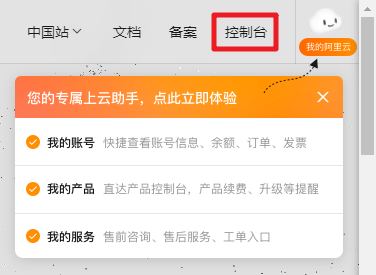 中国站 文档 备案 控制台
我的阿里云
您的专属上云助手，点此立即体验
我的账号 快捷查看账号信息、余额、订单、发票
我的产品 直达产品控制台，产品续费、升级等提醒
我的服务 售前咨询、售后服务、工单入口